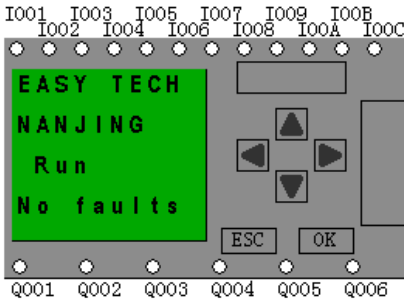 I001 I003 I005 I007 I009 I00B
I002 I004 I006 I008 I00A I00C
EASY TECH
NANJING
Run
No faults
ESC OK
Q001 Q002 Q003 Q004 Q005 Q006